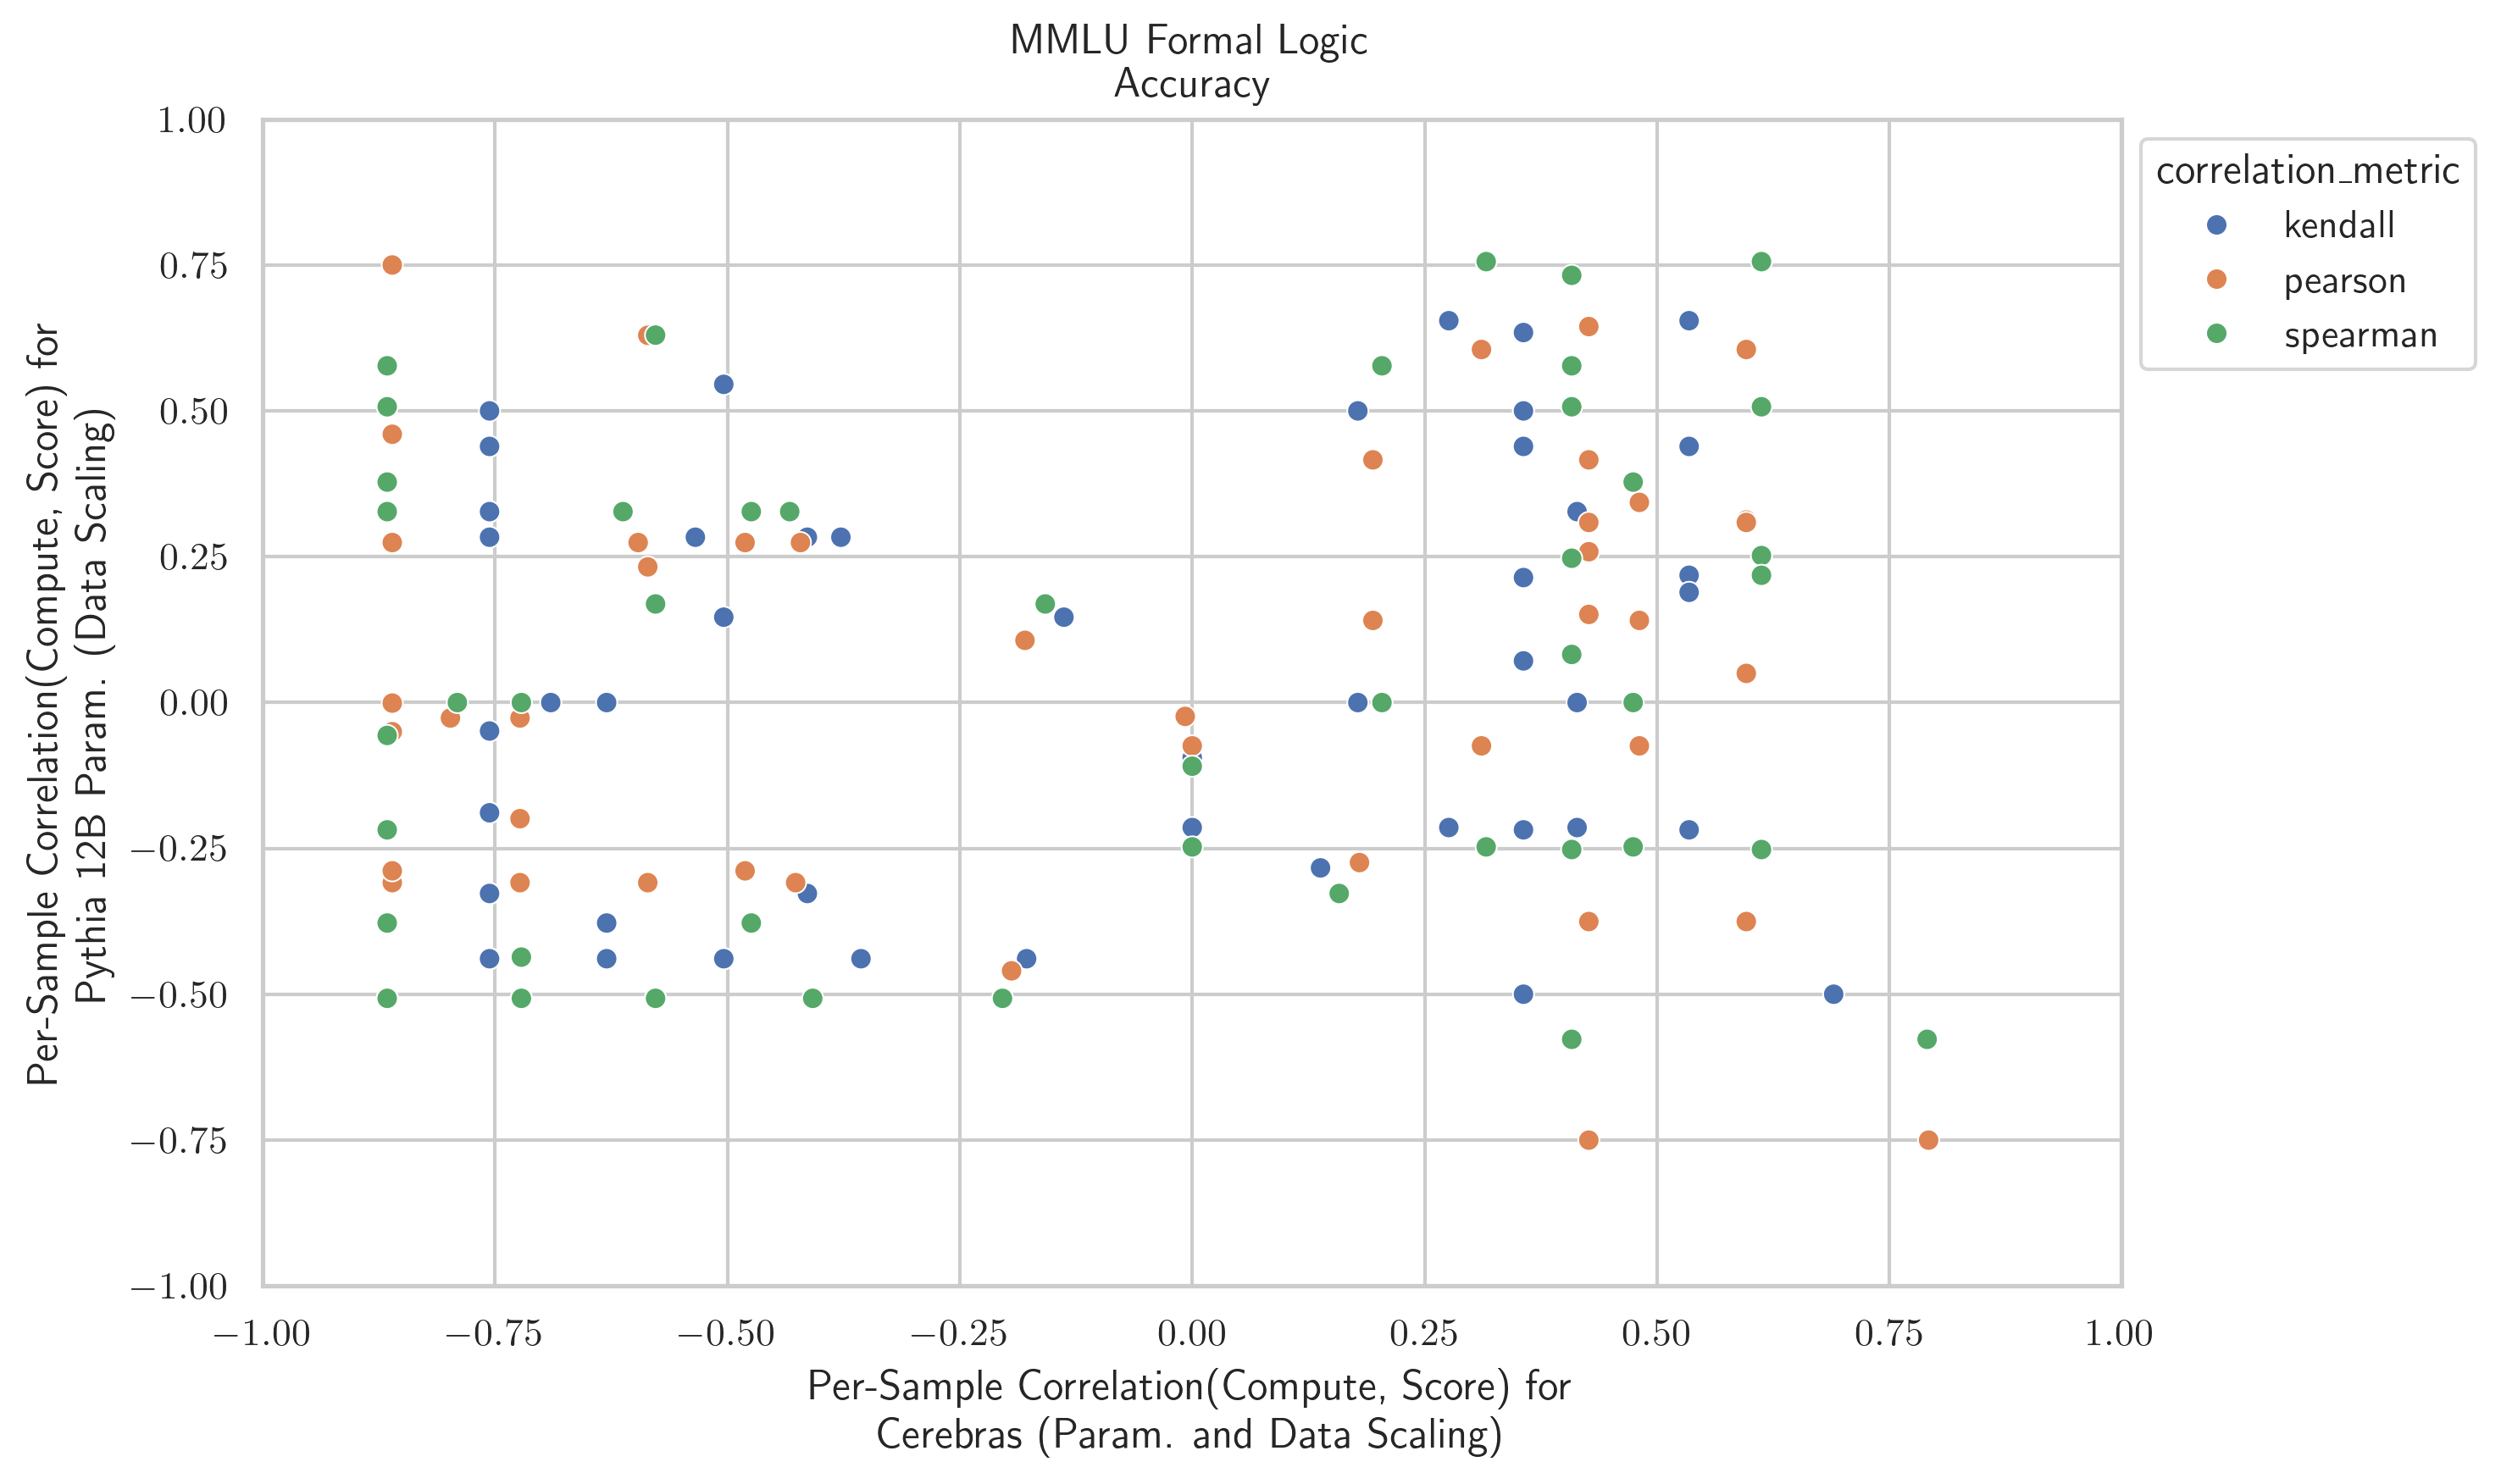 MMLU Formal Logic
Accuracy
1.00
0.75
0.50
0.25
0.00
−0.25
−0.50
−0.75
−1.00
Per-Sample Correlation(Compute, Score) for
Pythia 12B Param. (Data Scaling)
−1.00
−0.75
−0.50
−0.25
0.00
0.25
0.50
0.75
1.00
Per-Sample Correlation(Compute, Score) for
Cerebras (Param. and Data Scaling)
correlation_metric
kendall
pearson
spearman